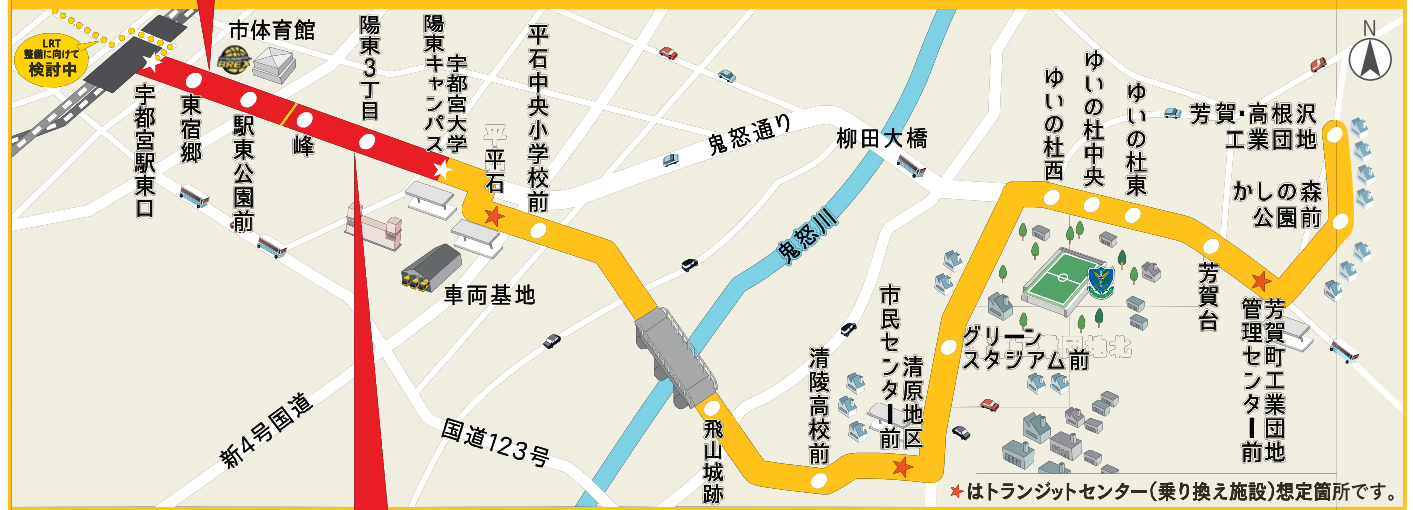 LRT
整備に向けて
検討中
宇都宮駅東口
東宿郷
市体育館
BREX
駅東公園前
峰
陽東3丁目
宇都宮大学
陽東キャンパス
平石
平石中央小学校前
車両基地
鬼怒通り
柳田大橋
鬼怒川
新4号国道
国道123号
飛山城跡
清陵高校前
清原地区
市民センター前
グリーン
スタジアム前
ゆいの杜西
ゆいの杜中央
ゆいの杜東
芳賀台
芳賀町工業団地
管理センター前
かしの森
公園前
芳賀・高根沢
工業団地
N
★はトランジットセンター(乗り換え施設)想定箇所です。